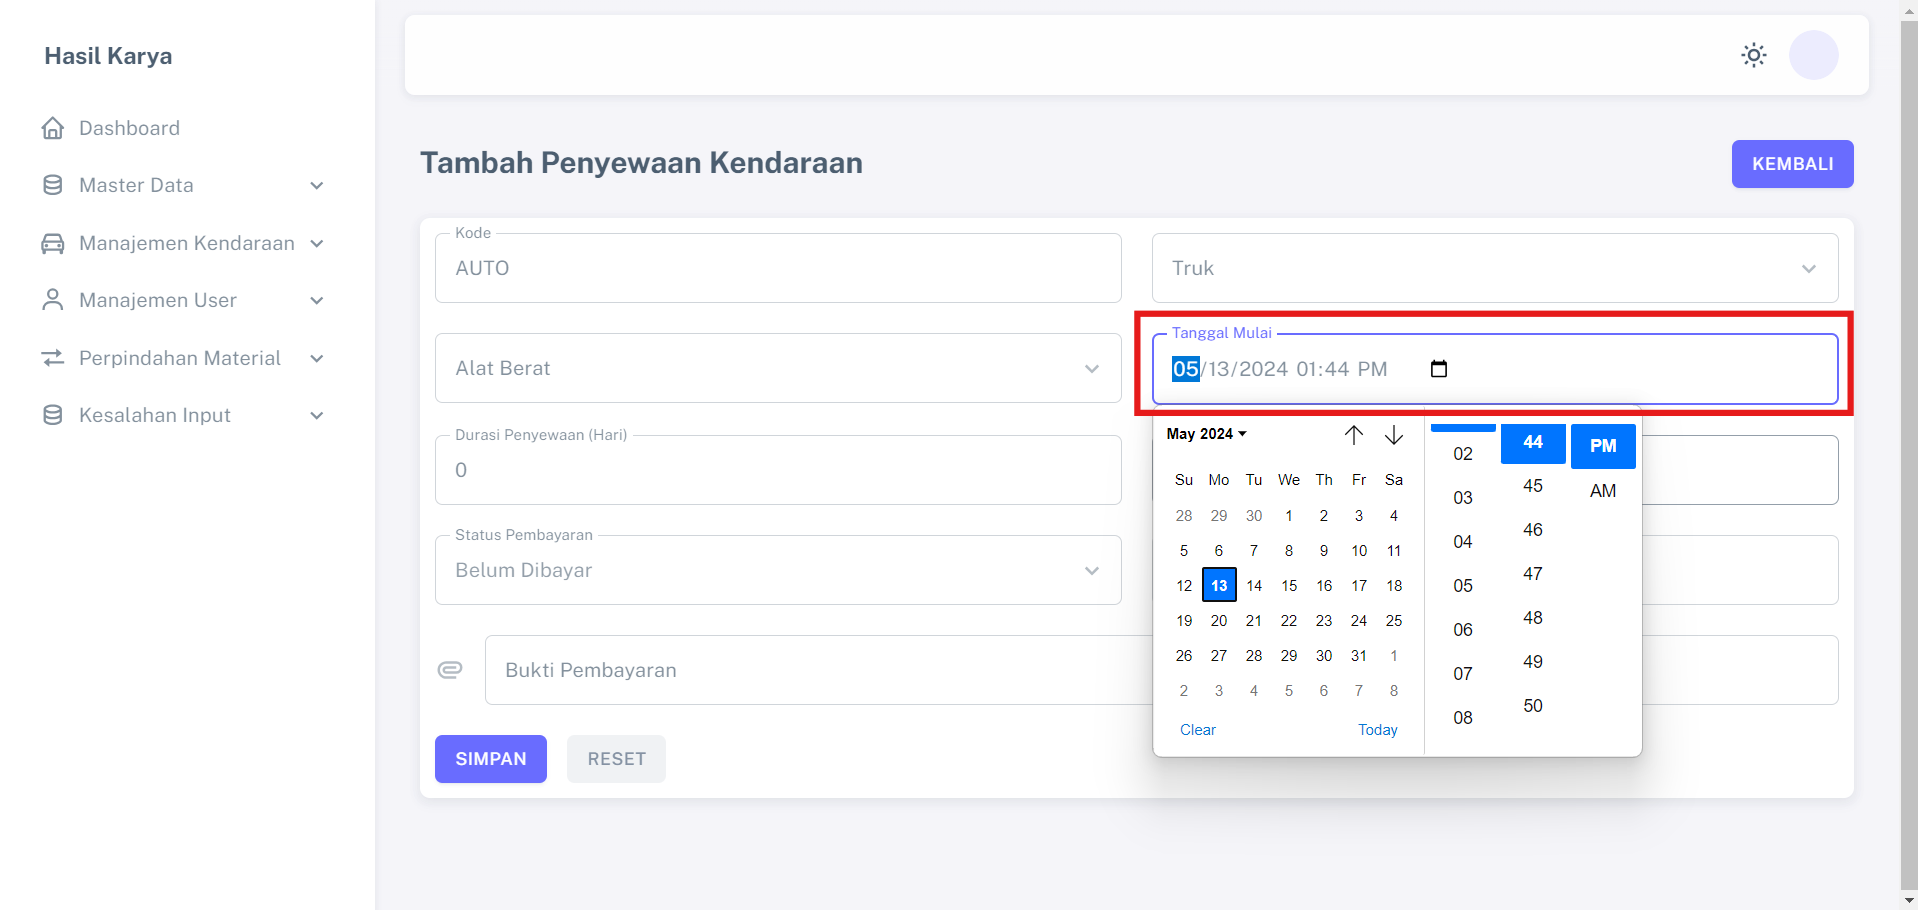 Hasil Karya
Dashboard
Master Data
Manajemen Kendaraan
Manajemen User
Perpindahan Material
Kesalahan Input
Tambah Penyewaan Kendaraan
KEMBALI
Kode
AUTO
Truk
Alat Berat
Tanggal Mulai
05/13/2024 01:44 PM
Durasi Penyewaan (Hari)
0
Status Pembayaran
Belum Dibayar
Bukti Pembayaran
SIMPAN
RESET
May 2024
Su Mo Tu We Th Fr Sa
28 29 30 1 2 3 4
5 6 7 8 9 10 11
12 13 14 15 16 17 18
19 20 21 22 23 24 25
26 27 28 29 30 31 1
2 3 4 5 6 7 8
Clear
Today
02
03
04
05
06
07
08
44
45
46
47
48
49
50
PM
AM